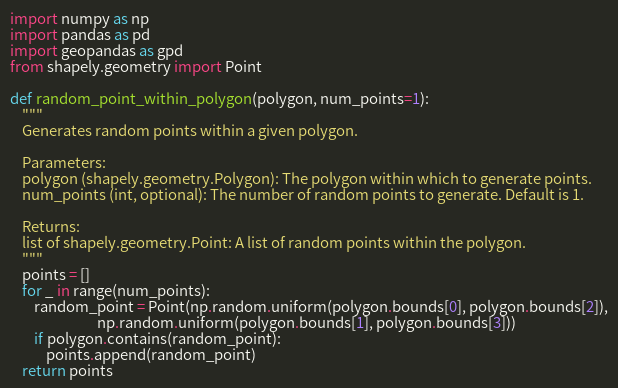 import numpy as np
import pandas as pd
import geopandas as gpd
from shapely.geometry import Point

def random_point_within_polygon(polygon, num_points=1):
    """
    Generates random points within a given polygon.

    Parameters:
    polygon (shapely.geometry.Polygon): The polygon within which to generate points.
    num_points (int, optional): The number of random points to generate. Default is 1.

    Returns:
    list of shapely.geometry.Point: A list of random points within the polygon.
    """
    points = []
    for _ in range(num_points):
        random_point = Point(np.random.uniform(polygon.bounds[0], polygon.bounds[2]),
                             np.random.uniform(polygon.bounds[1], polygon.bounds[3]))
        if polygon.contains(random_point):
            points.append(random_point)
    return points